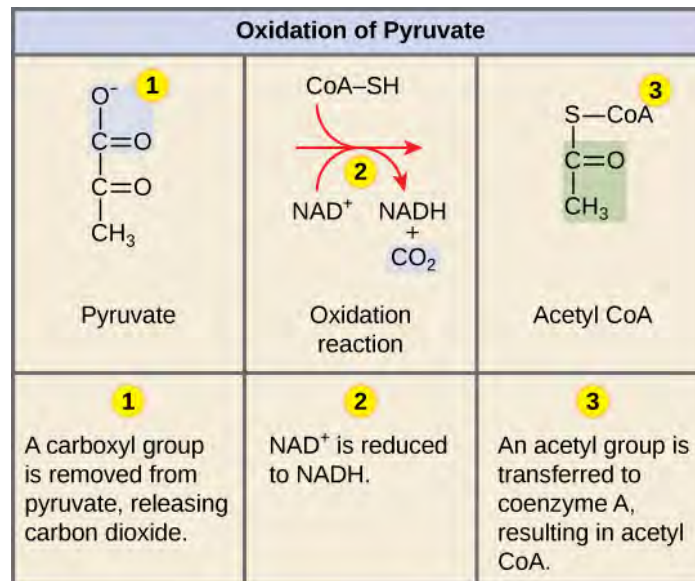 Oxidation of Pyruvate
1
O⁻
C=O
C=O
CH₃
Pyruvate
CoA–SH
2
NAD⁺ NADH
+
CO₂
Oxidation
reaction
3
S—CoA
C=O
CH₃
Acetyl CoA
1
A carboxyl group
is removed from
pyruvate, releasing
carbon dioxide.
2
NAD⁺ is reduced
to NADH.
3
An acetyl group is
transferred to
coenzyme A,
resulting in acetyl
CoA.